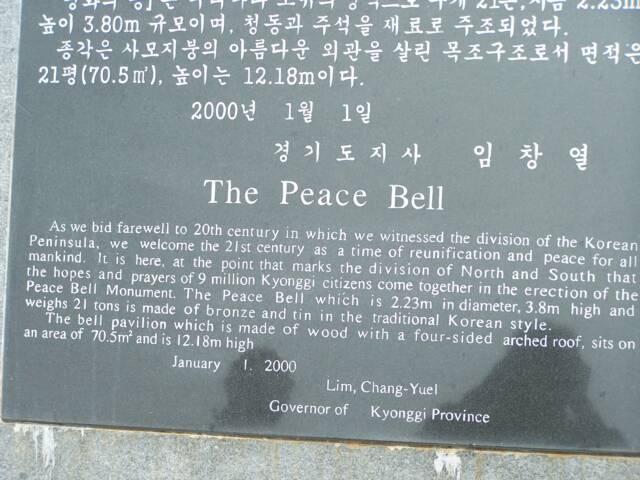 21톤, 지름 2.23m
높이 3.80m 규모이며, 청동과 주석을 재료로 주조되었다.
종각은 사모지붕의 아름다운 외관을 살린 목조구조로서 면적은
21평(70.5㎡), 높이는 12.18m이다.
2000년 1월 1일
경기도지사 임창열
The Peace Bell
As we bid farewell to 20th century in which we witnessed the division of the Korean
Peninsula, we welcome the 21st century as a time of reunification and peace for all
mankind. It is here, at the point that marks the division of North and South that
the hopes and prayers of 9 million Kyonggi citizens come together in the erection of the
Peace Bell Monument. The Peace Bell which is 2.23m in diameter, 3.8m high and
weighs 21 tons is made of bronze and tin in the traditional Korean style.
The bell pavilion which is made of wood with a four-sided arched roof, sits on
an area of 70.5㎡ and is 12.18m high
January 1. 2000
Lim, Chang-Yuel
Governor of Kyonggi Province